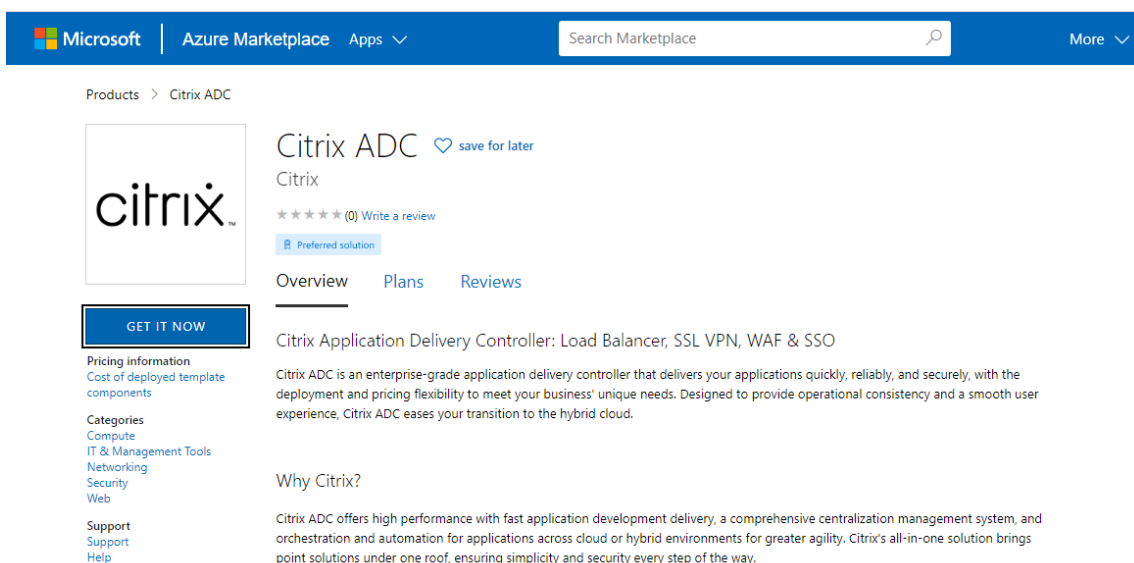 Microsoft
Azure Marketplace
Apps
Search Marketplace
More
Products > Citrix ADC
citrix™
Citrix ADC
save for later
Citrix
(0) Write a review
Preferred solution
Overview
Plans
Reviews
GET IT NOW
Pricing information
Cost of deployed template
components
Categories
Compute
IT & Management Tools
Networking
Security
Web
Support
Support
Help
Citrix Application Delivery Controller: Load Balancer, SSL VPN, WAF & SSO
Citrix ADC is an enterprise-grade application delivery controller that delivers your applications quickly, reliably, and securely, with the
deployment and pricing flexibility to meet your business' unique needs. Designed to provide operational consistency and a smooth user
experience, Citrix ADC eases your transition to the hybrid cloud.
Why Citrix?
Citrix ADC offers high performance with fast application development delivery, a comprehensive centralization management system, and
orchestration and automation for applications across cloud or hybrid environments for greater agility. Citrix's all-in-one solution brings
point solutions under one roof, ensuring simplicity and security every step of the way.